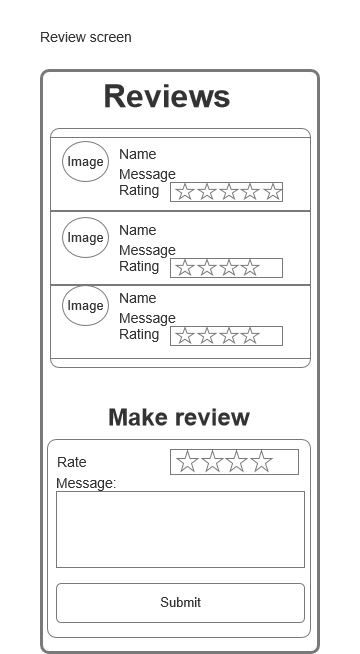 Review screen
Reviews
Image
Name
Message
Rating
Image
Name
Message
Rating
Image
Name
Message
Rating
Make review
Rate
Message:
Submit